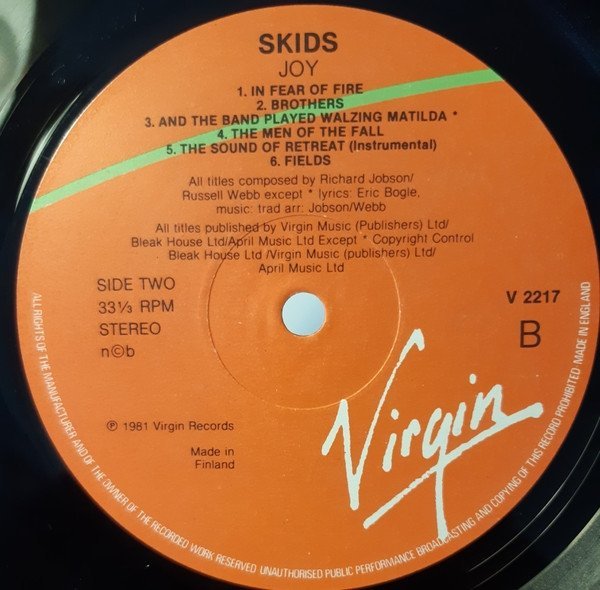 SKIDS
JOY
1. IN FEAR OF FIRE
2. BROTHERS
3. AND THE BAND PLAYED WALZING MATILDA *
4. THE MEN OF THE FALL
5. THE SOUND OF RETREAT (Instrumental)
6. FIELDS
All titles composed by Richard Jobson/
Russell Webb except * lyrics: Eric Bogle,
music: trad arr: Jobson/Webb
All titles published by Virgin Music (Publishers) Ltd/
Bleak House Ltd/April Music Ltd Except * Copyright Control
Bleak House Ltd /Virgin Music (publishers) Ltd/
April Music Ltd
SIDE TWO
33⅓ RPM
STEREO
n©b
V 2217
B
℗ 1981 Virgin Records
Made in
Finland
Virgin
ALL RIGHTS OF THE MANUFACTURER AND OF THE OWNER OF THE RECORDED WORK RESERVED UNAUTHORISED PUBLIC PERFORMANCE BROADCASTING AND COPYING OF THIS RECORD PROHIBITED·MADE IN ENGLAND